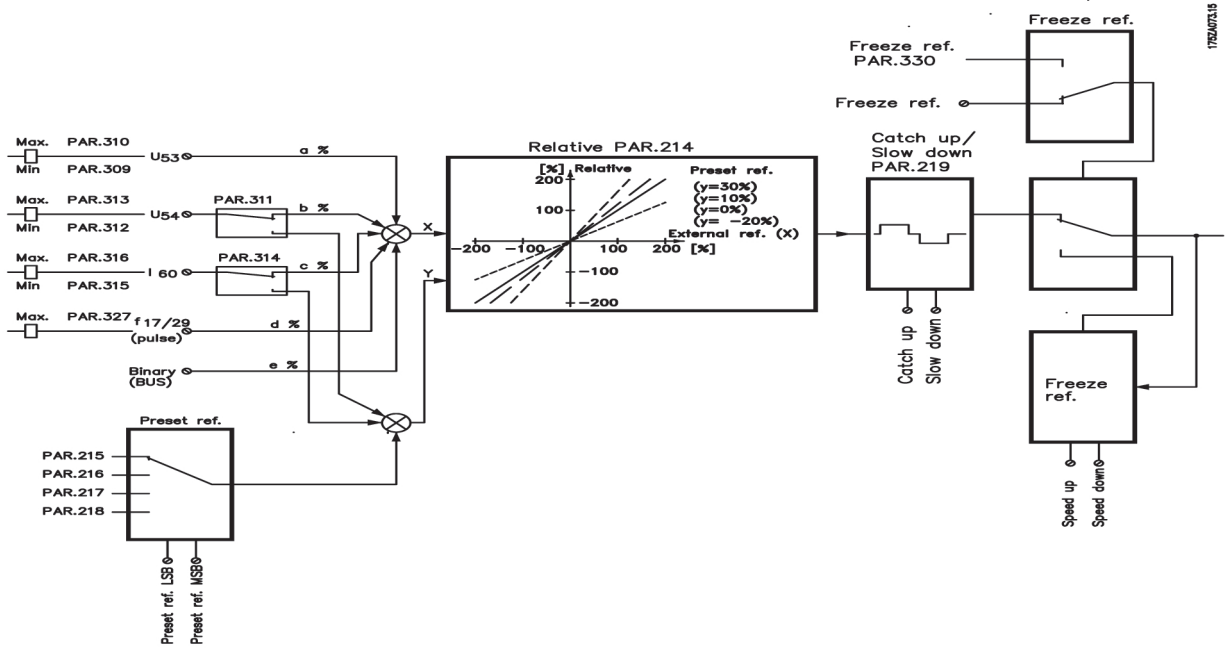 175ZA073.15
Freeze ref.
Freeze ref.
PAR.330
Freeze ref.
Catch up/
Slow down
PAR.219
Max. PAR.310
U53
a %
Min PAR.309
Max. PAR.313
U54
PAR.311
b %
Min PAR.312
Max. PAR.316
I 60
PAR.314
c %
Min PAR.315
Max. PAR.327
f 17/29
(pulse)
d %
Binary
(BUS)
e %
X
Y
Relative PAR.214
[%] Relative
200
100
-200 -100 100 200 [%]
-100
-200
Preset ref.
(y=30%)
(y=10%)
(y=0%)
(y= -20%)
External ref. (X)
Catch up
Slow down
Freeze
ref.
Speed up
Speed down
Preset ref.
PAR.215
PAR.216
PAR.217
PAR.218
Preset ref. LSB
Preset ref. MSB